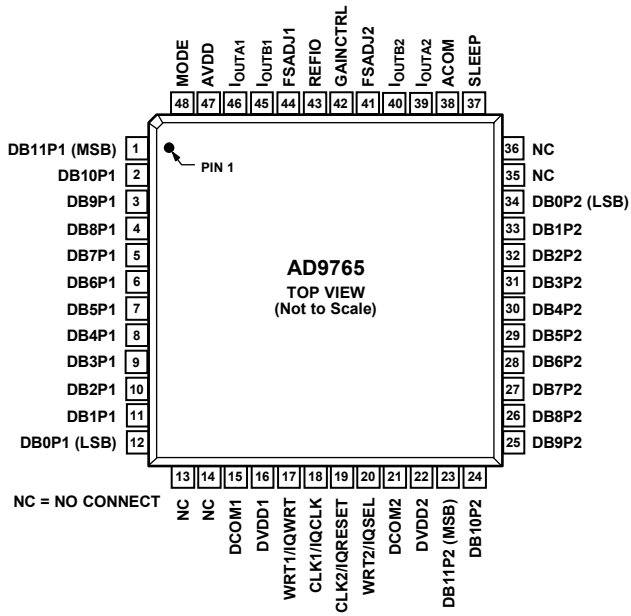 MODE
AVDD
IOUTA1
IOUTB1
FSADJ1
REFIO
GAINCTRL
FSADJ2
IOUTB2
IOUTA2
ACOM
SLEEP
48 47 46 45 44 43 42 41 40 39 38 37
DB11P1 (MSB) 1
DB10P1 2
DB9P1 3
DB8P1 4
DB7P1 5
DB6P1 6
DB5P1 7
DB4P1 8
DB3P1 9
DB2P1 10
DB1P1 11
DB0P1 (LSB) 12
PIN 1
AD9765
TOP VIEW
(Not to Scale)
36 NC
35 NC
34 DB0P2 (LSB)
33 DB1P2
32 DB2P2
31 DB3P2
30 DB4P2
29 DB5P2
28 DB6P2
27 DB7P2
26 DB8P2
25 DB9P2
13 14 15 16 17 18 19 20 21 22 23 24
NC
NC
DCOM1
DVDD1
WRT1/IQWRT
CLK1/IQCLK
CLK2/IQRESET
WRT2/IQSEL
DCOM2
DVDD2
DB11P2 (MSB)
DB10P2
NC = NO CONNECT